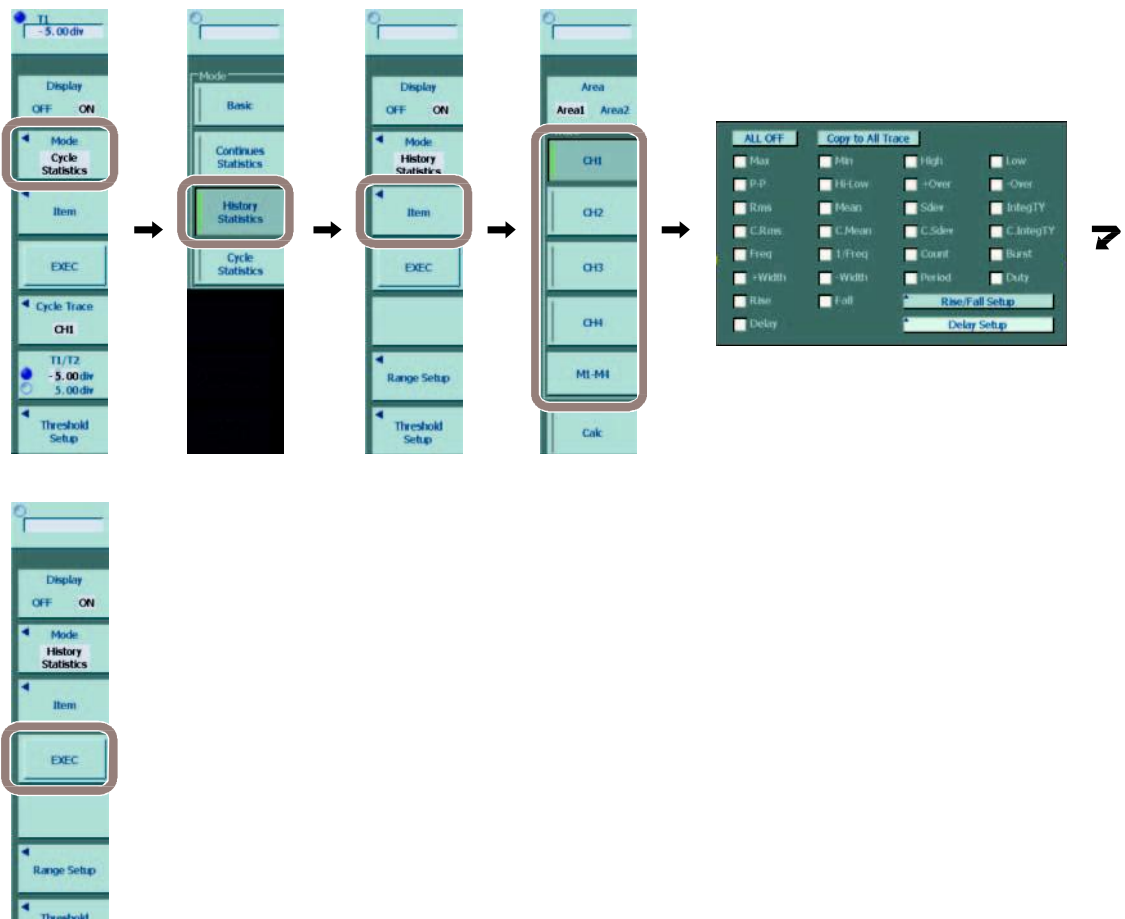 T1
-5.00div
Display
OFF ON
Mode
Cycle
Statistics
Item
EXEC
Cycle Trace
CH1
T1/T2
-5.00div
5.00div
Threshold
Setup
Mode
Basic
Continues
Statistics
History
Statistics
Cycle
Statistics
Display
OFF ON
Mode
History
Statistics
Item
EXEC
Range Setup
Threshold
Setup
Area
Area1 Area2
CH1
CH2
CH3
CH4
M1-M4
Calc
ALL OFF Copy to All Trace
Max Min High Low
P-P Hi-Low +Over -Over
Rms Mean Sdev IntegTY
C.Rms C.Mean C.Sdev C.IntegTY
Freq 1/Freq Count Burst
+Width -Width Period Duty
Rise Fall Rise/Fall Setup
Delay Delay Setup
Display
OFF ON
Mode
History
Statistics
Item
EXEC
Range Setup
Threshold